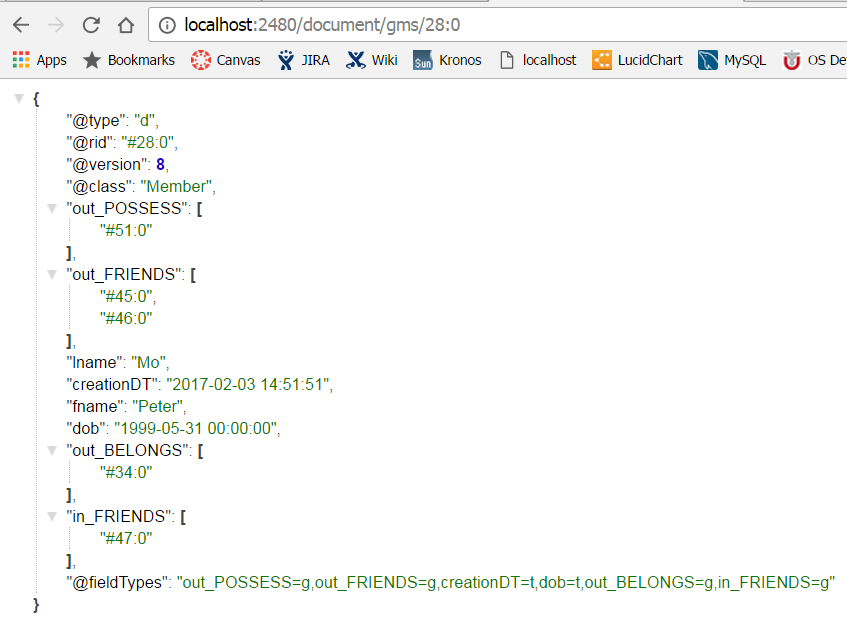 localhost:2480/document/gms/28:0
Apps Bookmarks Canvas JIRA Wiki Sun Kronos localhost LucidChart MySQL OS De
{
"@type": "d",
"@rid": "#28:0",
"@version": 8,
"@class": "Member",
"out_POSSESS": [
"#51:0"
],
"out_FRIENDS": [
"#45:0",
"#46:0"
],
"lname": "Mo",
"creationDT": "2017-02-03 14:51:51",
"fname": "Peter",
"dob": "1999-05-31 00:00:00",
"out_BELONGS": [
"#34:0"
],
"in_FRIENDS": [
"#47:0"
],
"@fieldTypes": "out_POSSESS=g,out_FRIENDS=g,creationDT=t,dob=t,out_BELONGS=g,in_FRIENDS=g"
}